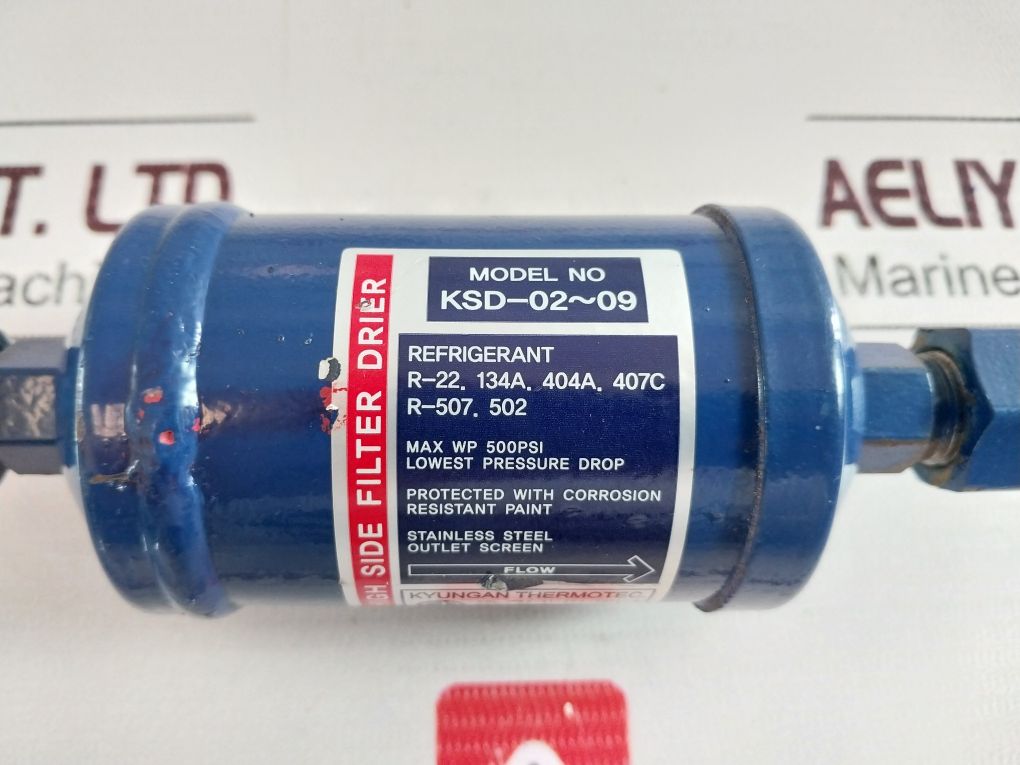 T. LTD
AELIY
achi
Marine
HIGH SIDE FILTER DRIER
MODEL NO
KSD-02~09
REFRIGERANT
R-22. 134A. 404A. 407C
R-507. 502
MAX WP 500PSI
LOWEST PRESSURE DROP
PROTECTED WITH CORROSION
RESISTANT PAINT
STAINLESS STEEL
OUTLET SCREEN
FLOW
KYUNGAN THERMOTEC.